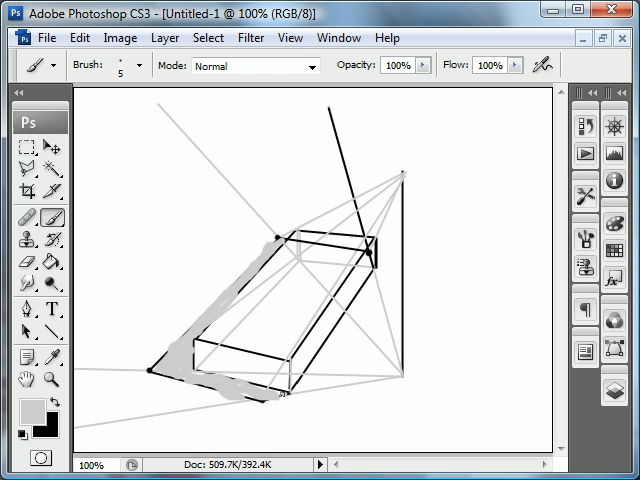 Ps Adobe Photoshop CS3 - [Untitled-1 @ 100% (RGB/8)]
Ps File Edit Image Layer Select Filter View Window Help
Brush: 5 Mode: Normal Opacity: 100% Flow: 100%
Ps
T
100% Doc: 509.7K/392.4K